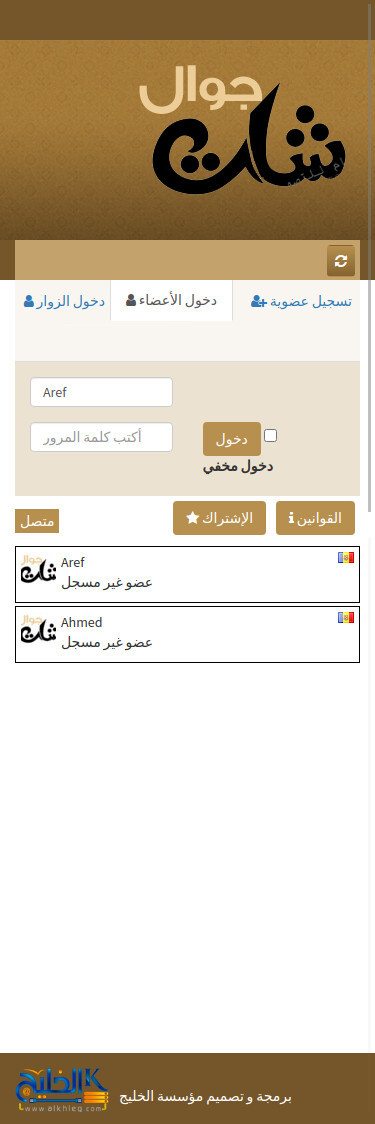 جوال
شات
تسجيل عضوية
دخول الأعضاء
دخول الزوار
Aref
أكتب كلمة المرور
دخول
دخول مخفي
القوانين
الإشتراك
متصل
Aref
عضو غير مسجل
Ahmed
عضو غير مسجل
برمجة و تصميم مؤسسة الخليج
الخليج
www.alkhleg.com